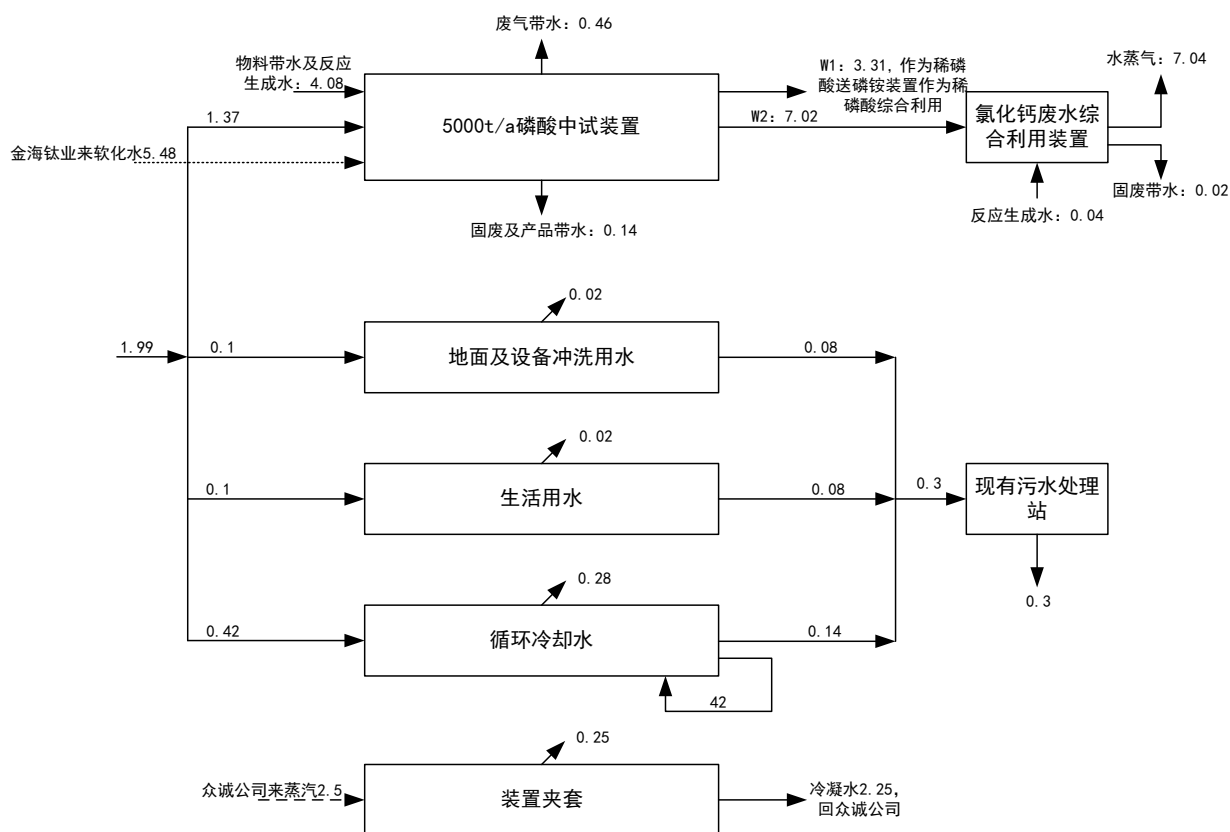 废气带水：0.46
物料带水及反应
生成水：4.08
1.37
金海钛业来软化水5.48
5000t/a磷酸中试装置
W1：3.31，作为稀磷
酸送磷铵装置作为稀
磷酸综合利用
W2：7.02
水蒸气：7.04
氯化钙废水综
合利用装置
固废带水：0.02
反应生成水：0.04
固废及产品带水：0.14
0.02
1.99
0.1
地面及设备冲洗用水
0.08
0.02
0.1
生活用水
0.08
0.3
现有污水处理
站
0.3
0.28
0.42
循环冷却水
0.14
42
0.25
众诚公司来蒸汽2.5
装置夹套
冷凝水2.25，
回众诚公司